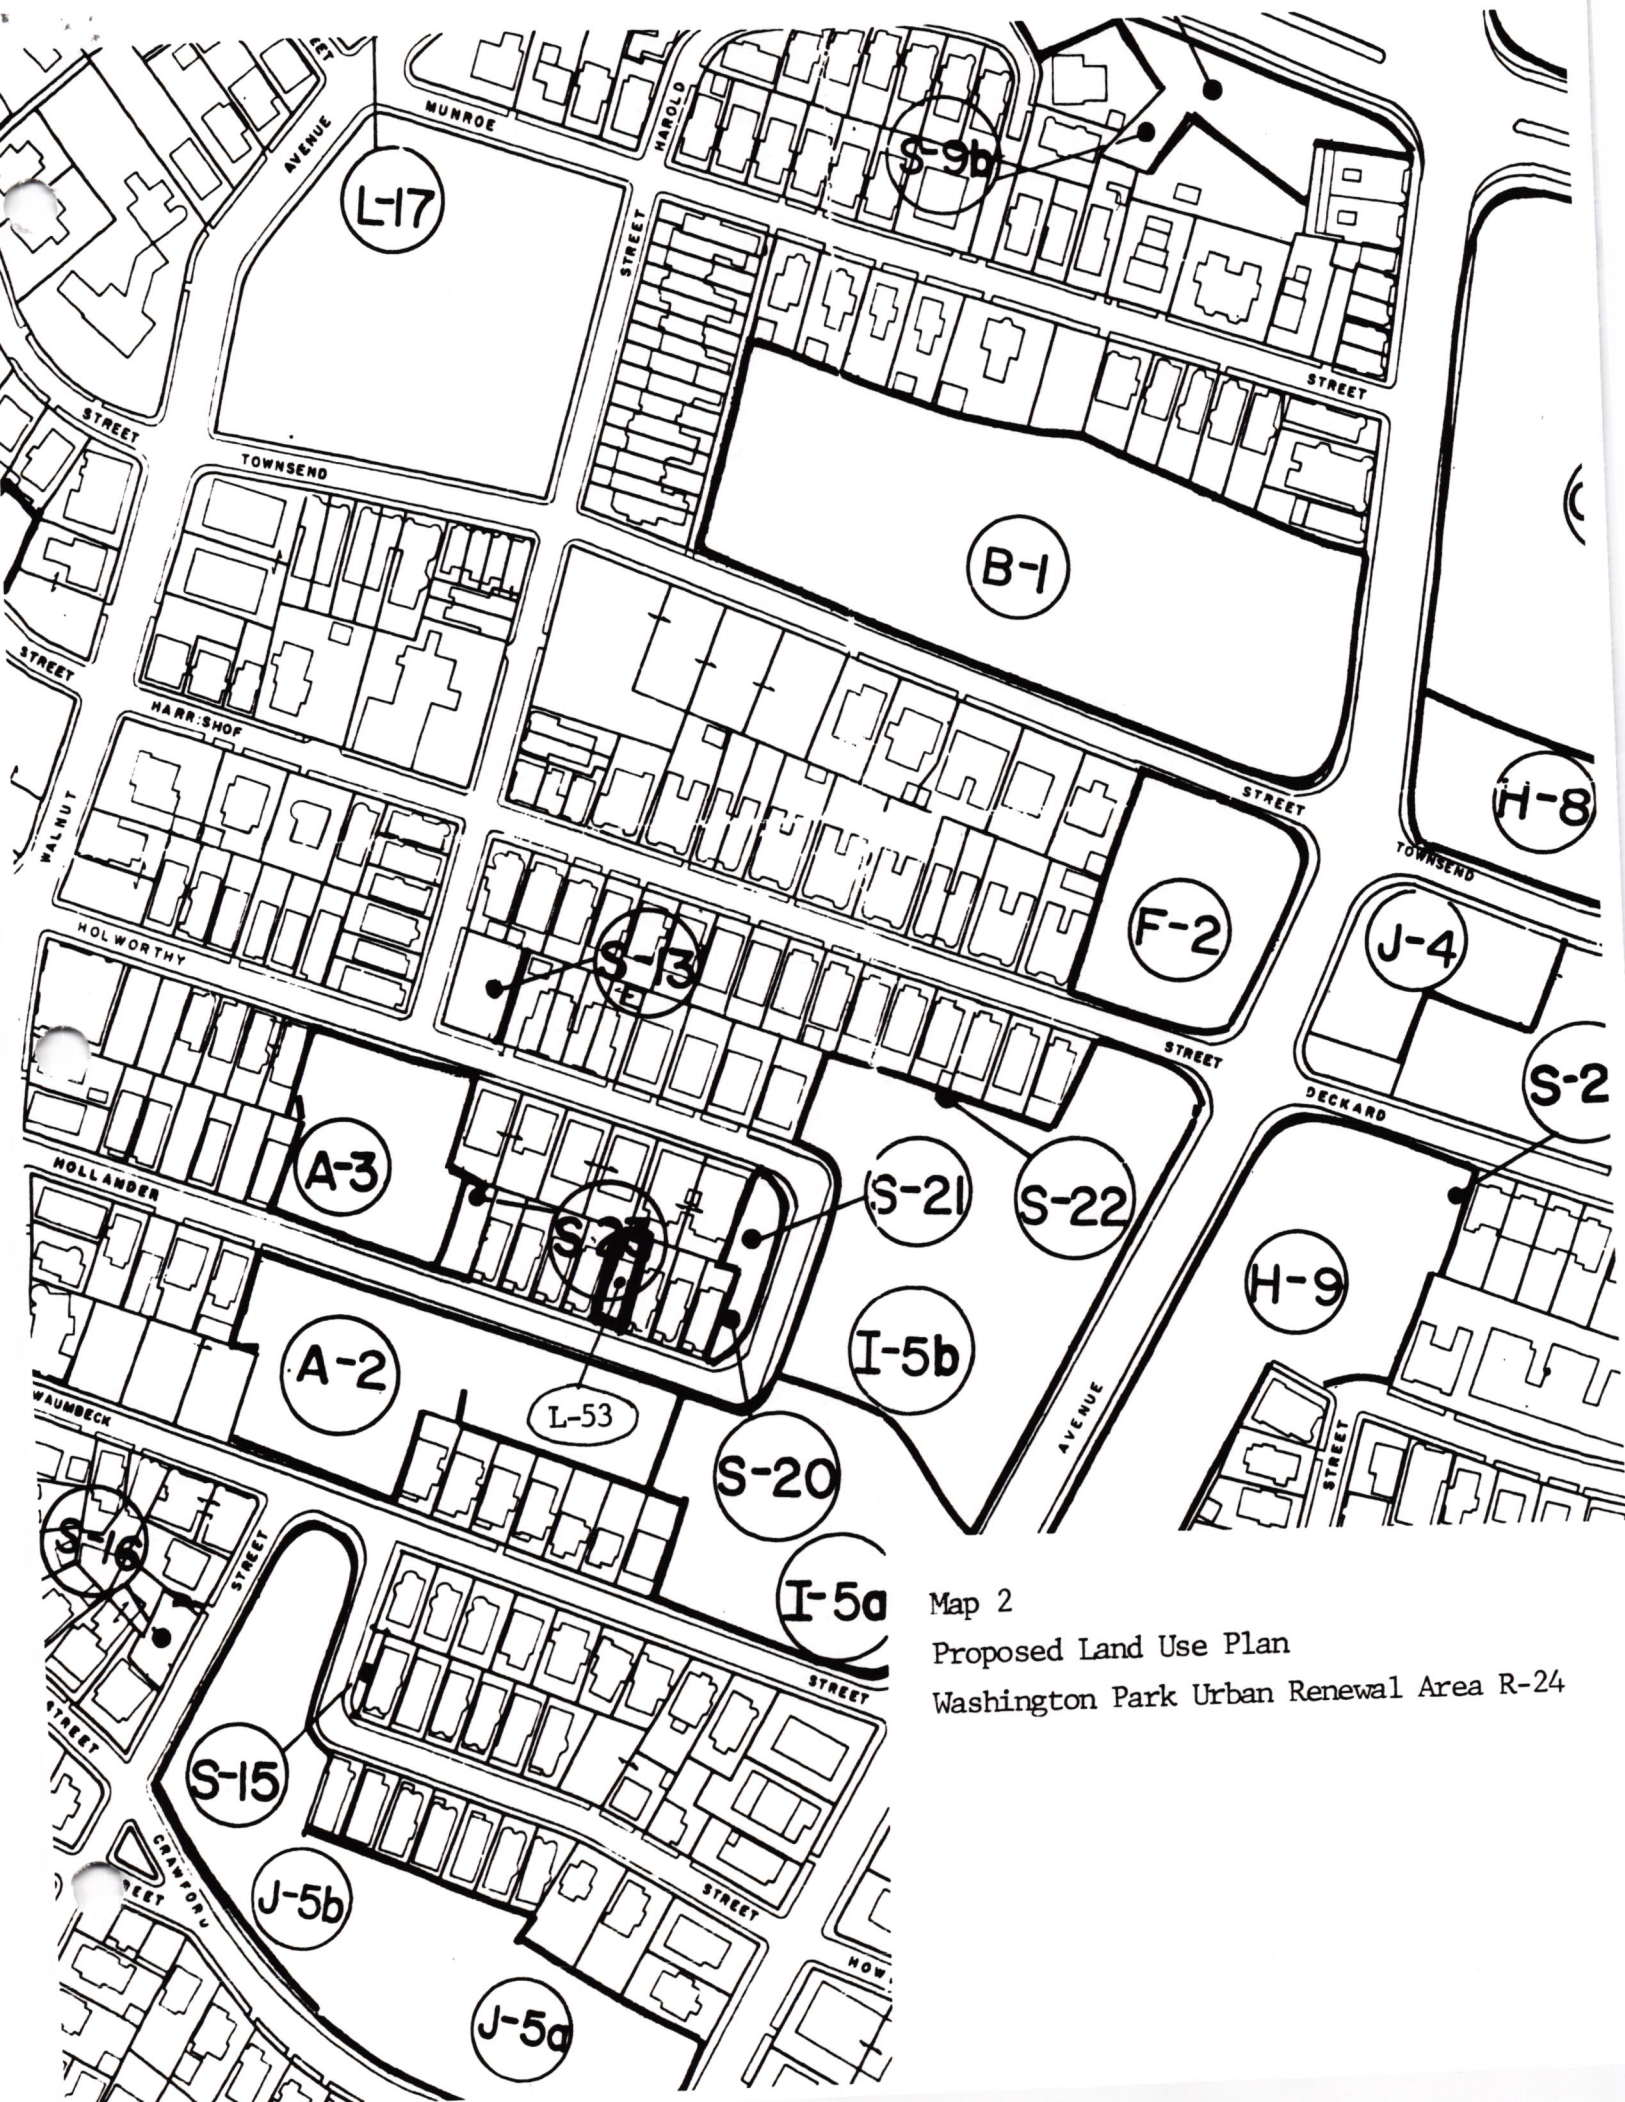 MUNROE
HAROLD
AVENUE
S-9b
L-17
STREET
STREET
STREET
TOWNSEND
B-1
STREET
HARRISHOF
STREET
H-8
WALNUT
TOWNSEND
F-2
J-4
HOLWORTHY
S-13
STREET
S-2
DECKARD
A-3
HOLLANDER
S-21
S-22
H-9
I-5b
A-2
L-53
WAUMBECK
AVENUE
STREET
S-20
S-16
STREET
I-5a
Map 2
Proposed Land Use Plan
Washington Park Urban Renewal Area R-24
STREET
STREET
S-15
CRAWFORD
J-5b
STREET
HOW
J-5a